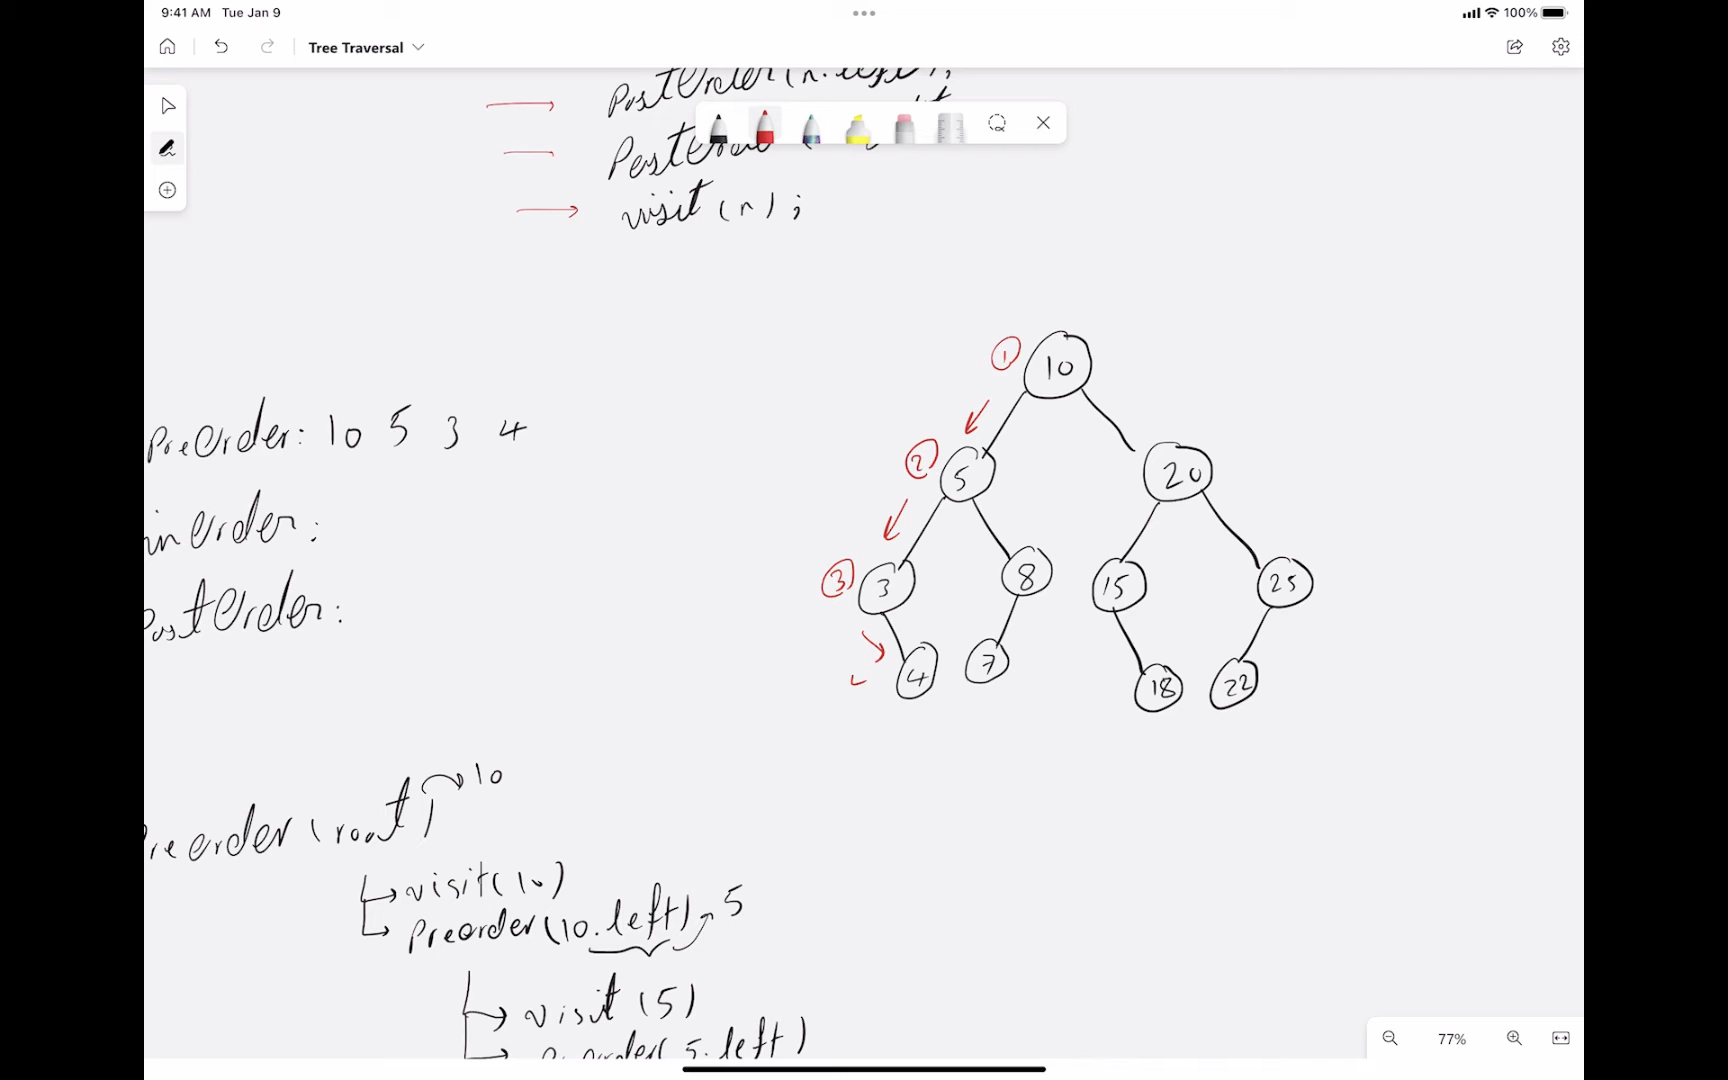 9:41 AM Tue Jan 9
100%
Tree Traversal
PostOrder(n.left);
visit(n);
10
PreOrder: 10 5 3 4
5
20
inOrder:
3
8
15
25
PostOrder:
4
7
18
22
1
2
3
reorder(root) 10
visit(10)
Preorder(10.left) 5
visit(5)
5.left)
77%